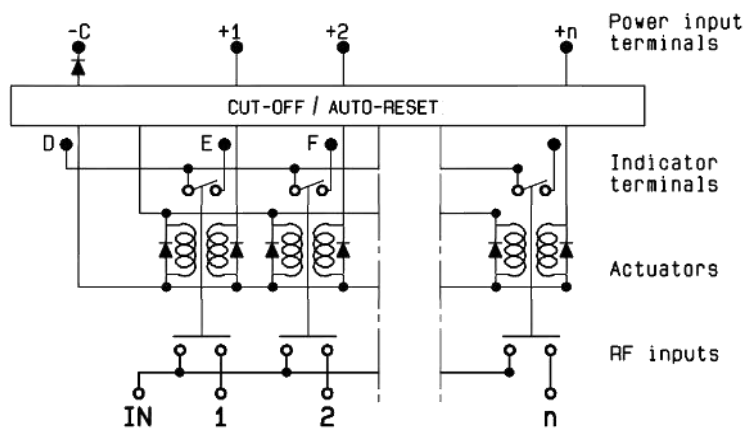 -C +1 +2 +n Power input
terminals
CUT-OFF / AUTO-RESET
D E F Indicator
terminals
Actuators
RF inputs
IN 1 2 n